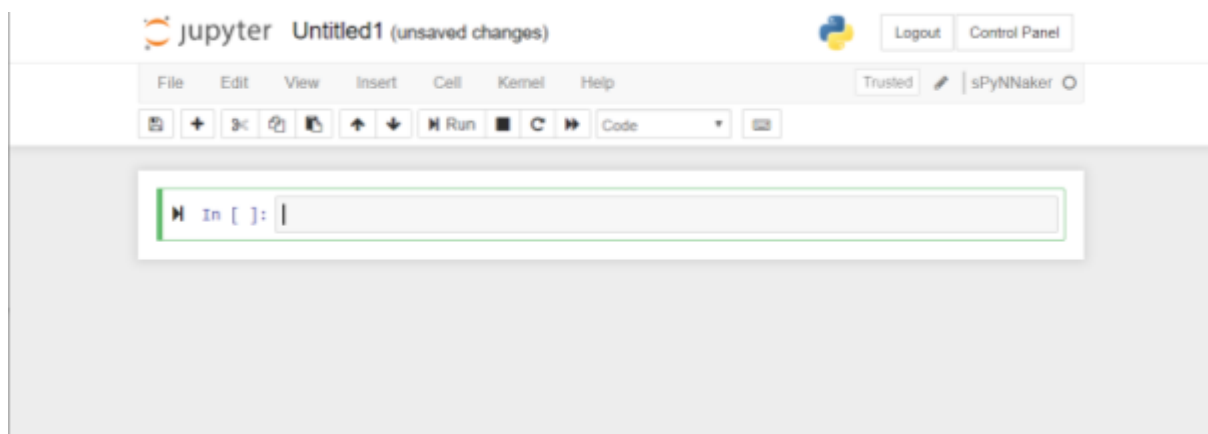 jupyter Untitled1 (unsaved changes) Logout Control Panel
File Edit View Insert Cell Kernel Help Trusted sPyNNaker
Run Code
In [ ]: